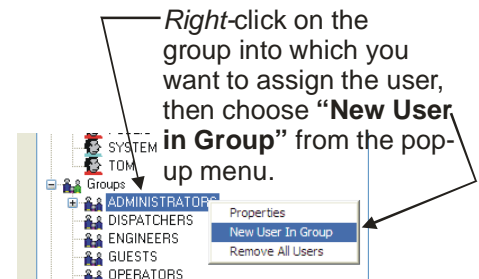 Right-click on the
group into which you
want to assign the user,
then choose “New User
in Group” from the pop-
up menu.
SYSTEM
TOM
Groups
ADMINISTRATORS
DISPATCHERS
ENGINEERS
GUESTS
OPERATORS
Properties
New User In Group
Remove All Users